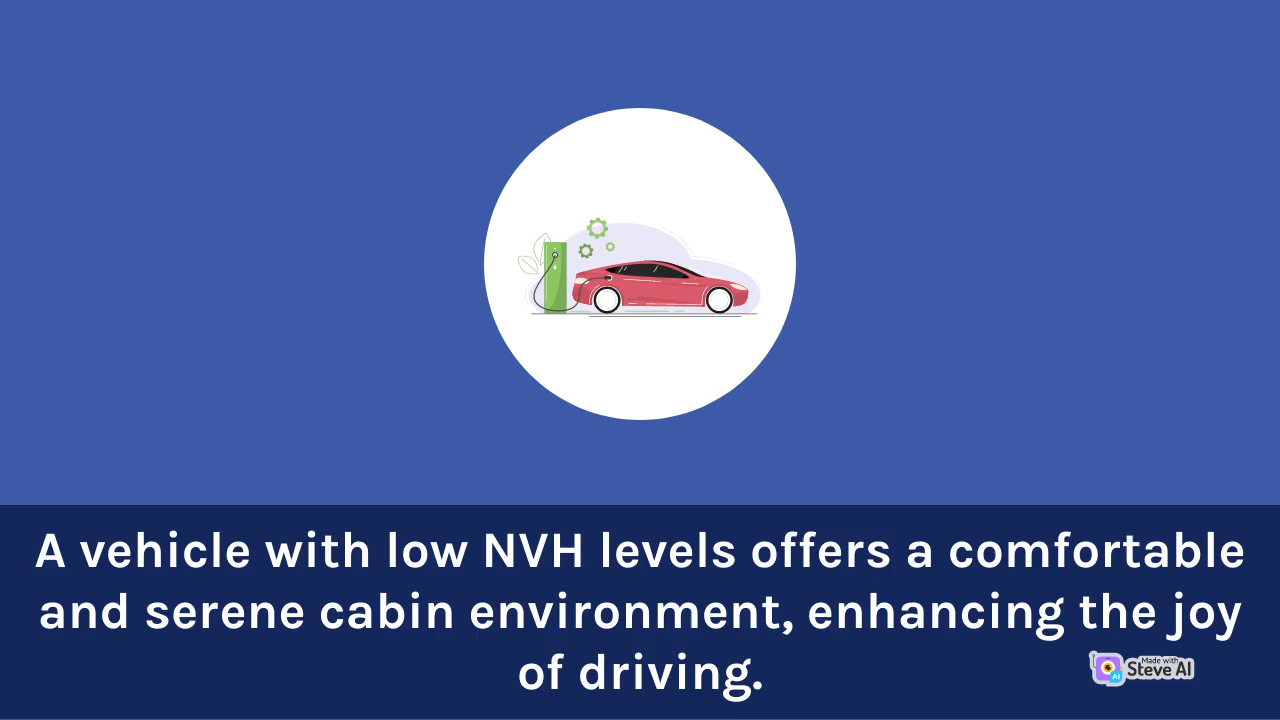 A vehicle with low NVH levels offers a comfortable
and serene cabin environment, enhancing the joy
of driving.
Made with
Steve AI
AI